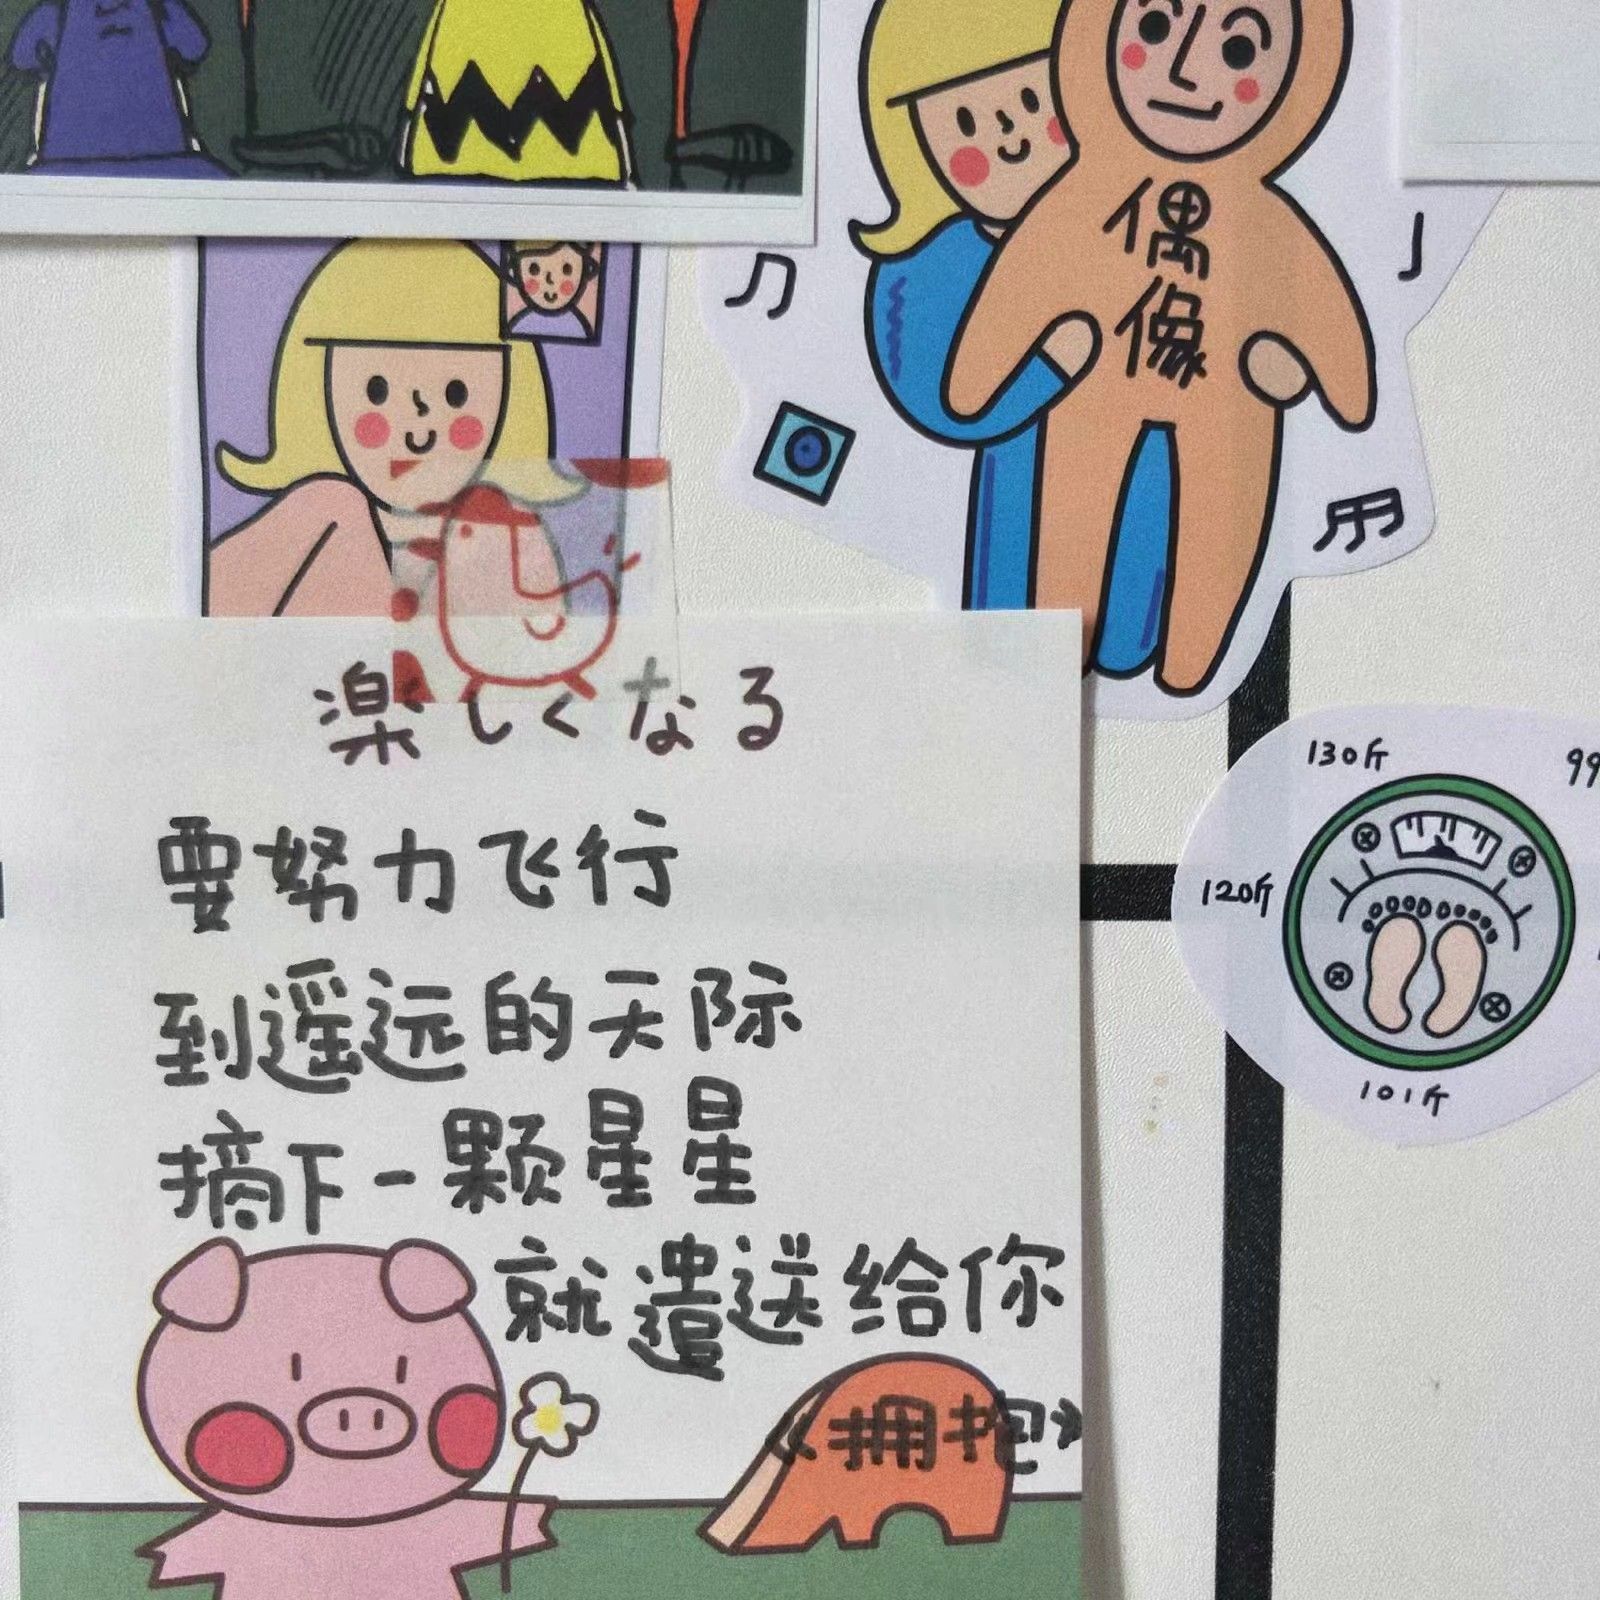 偶
像
楽しくなる
要努力飞行
到遥远的天际
摘下一颗星星
就遣送给你
《拥抱》
130斤
99
120斤
101斤